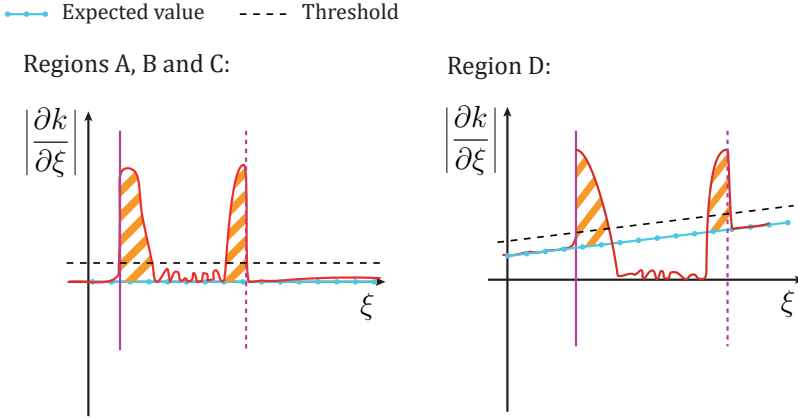 Expected value Threshold
Regions A, B and C:
Region D:
|∂k/∂ξ|
|∂k/∂ξ|
ξ
ξ